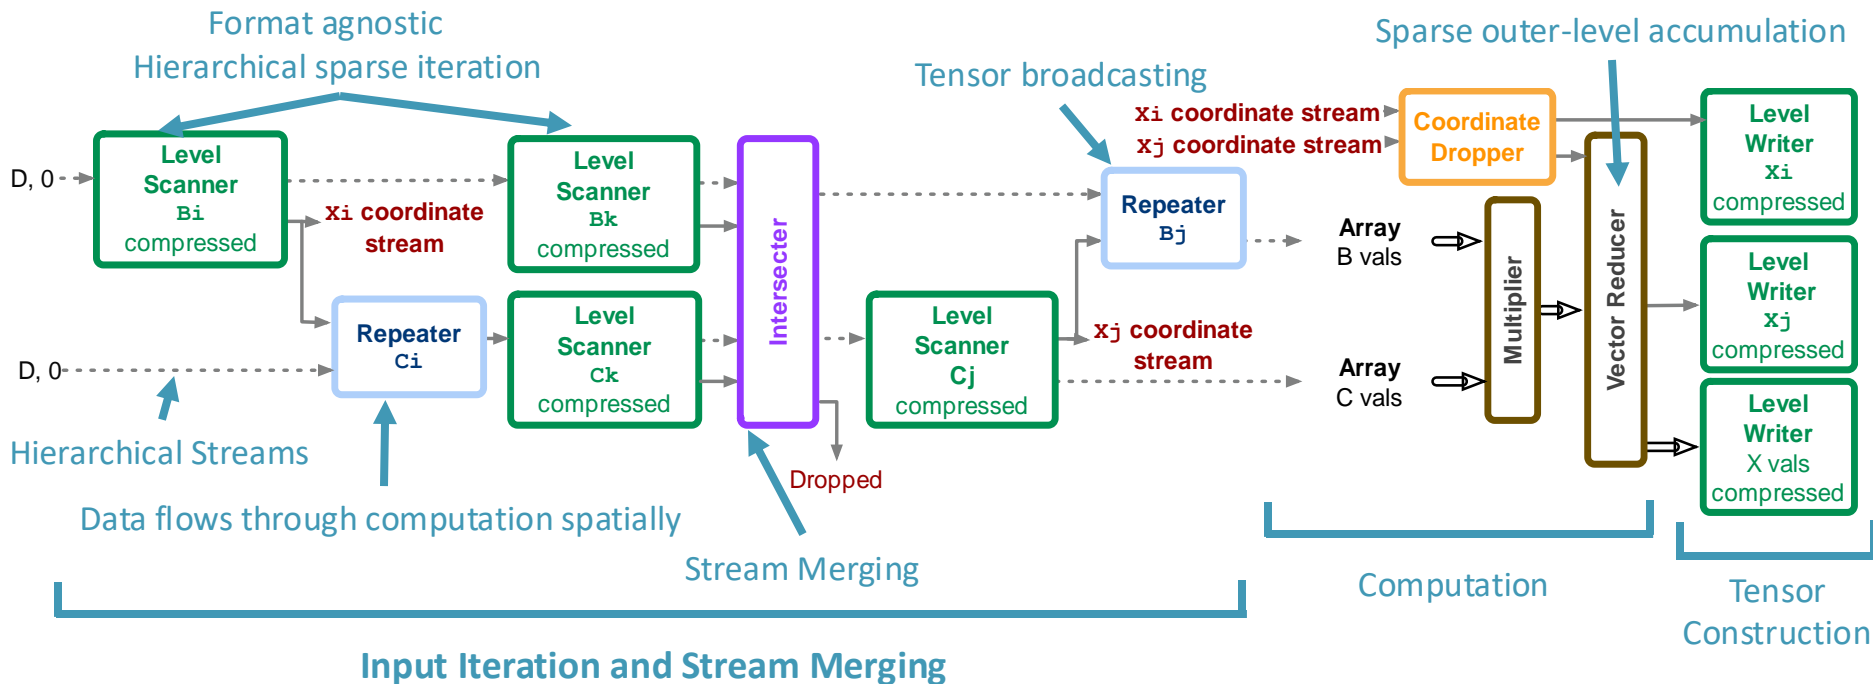 Format agnostic
Hierarchical sparse iteration
Tensor broadcasting
Sparse outer-level accumulation
D, 0
Level
Scanner
Bi
compressed
Xi coordinate
stream
Level
Scanner
Bk
compressed
Intersecter
Xi coordinate stream
Xj coordinate stream
Coordinate
Dropper
Level
Writer
Xi
compressed
Repeater
Bj
Array
B vals
Multiplier
Vector Reducer
D, 0
Repeater
Ci
Level
Scanner
Ck
compressed
Level
Scanner
Cj
compressed
Xj coordinate
stream
Array
C vals
Level
Writer
Xj
compressed
Level
Writer
X vals
compressed
Dropped
Hierarchical Streams
Data flows through computation spatially
Stream Merging
Computation
Tensor
Construction
Input Iteration and Stream Merging